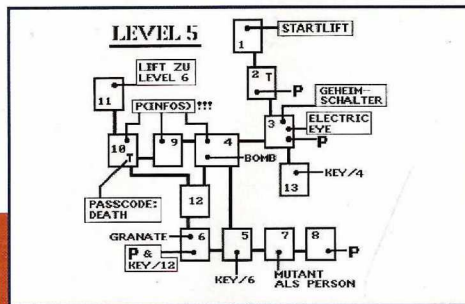 LEVEL 5
STARTLIFT
1
LIFT ZU
LEVEL 6
2 T
P
11
GEHEIM-
SCHALTER
P(INFOS) !!!
3
ELECTRIC
EYE
P
10
T
9
4
BOMB
KEY/4
13
PASSCODE:
DEATH
12
GRANATE
6
5
7
8
P &
KEY/12
P
KEY/6
MUTANT
ALS PERSON